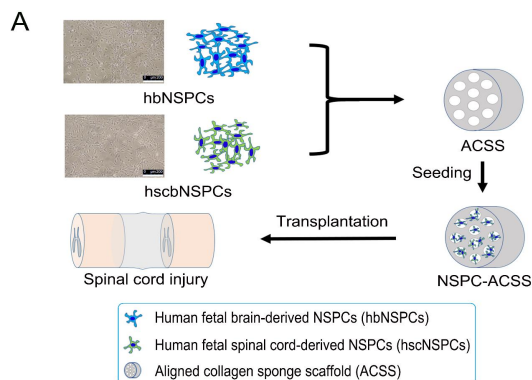 A
hbNSPCs
hscbNSPCs
ACSS
Seeding
Transplantation
NSPC-ACSS
Spinal cord injury
Human fetal brain-derived NSPCs (hbNSPCs)
Human fetal spinal cord-derived NSPCs (hscNSPCs)
Aligned collagen sponge scaffold (ACSS)